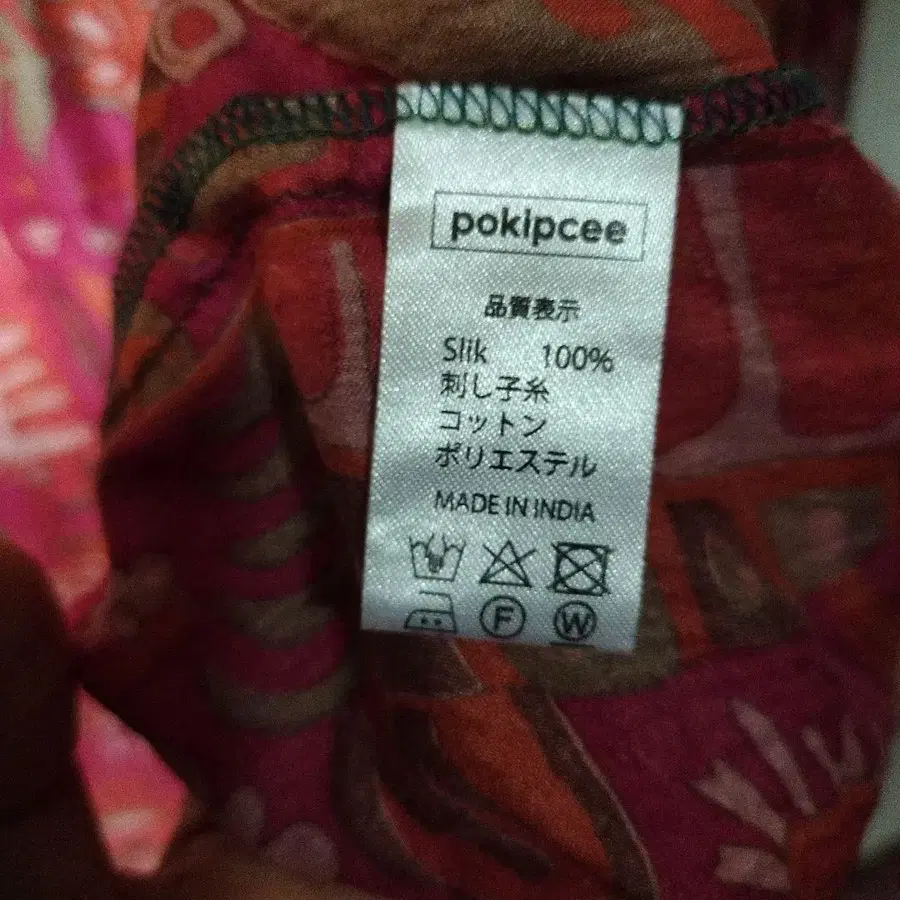 pokipcee
品質表示
Slik 100%
刺し子糸
コットン
ポリエステル
MADE IN INDIA
F W